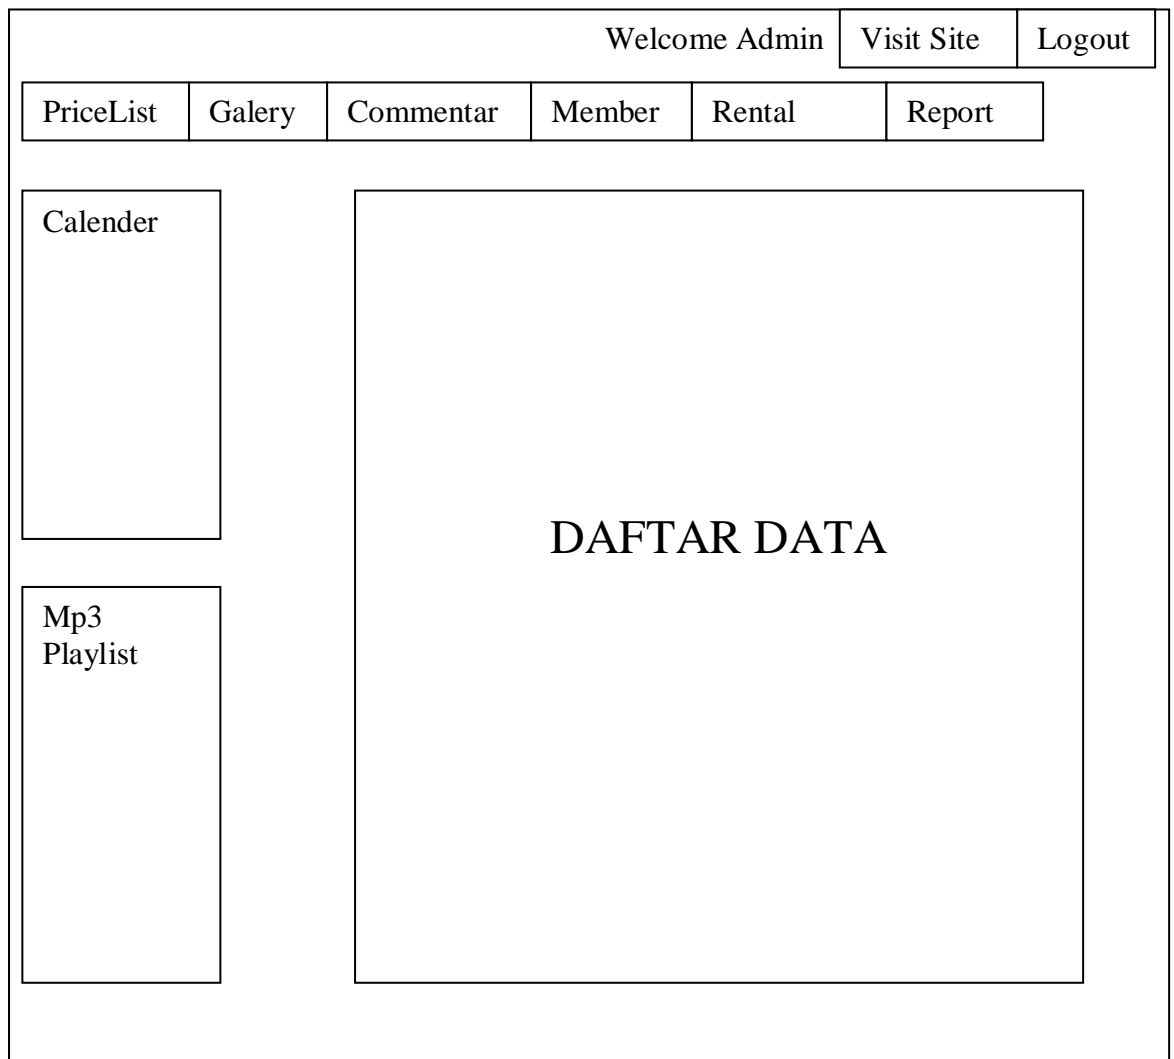 Welcome Admin Visit Site Logout
PriceList Galery Commentar Member Rental Report
Calender
DAFTAR DATA
Mp3
Playlist